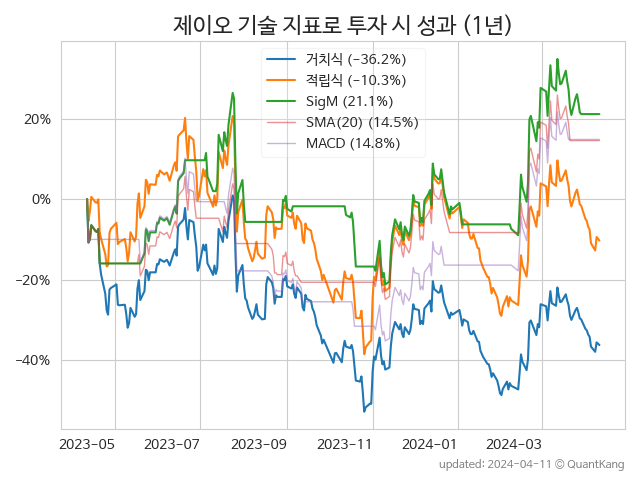 제이오 기술 지표로 투자 시 성과 (1년)
거치식 (−36.2%)
적립식 (−10.3%)
SigM (21.1%)
SMA(20) (14.5%)
MACD (14.8%)
20%
0%
−20%
−40%
2023-05 2023-07 2023-09 2023-11 2024-01 2024-03
updated: 2024-04-11 © QuantKang